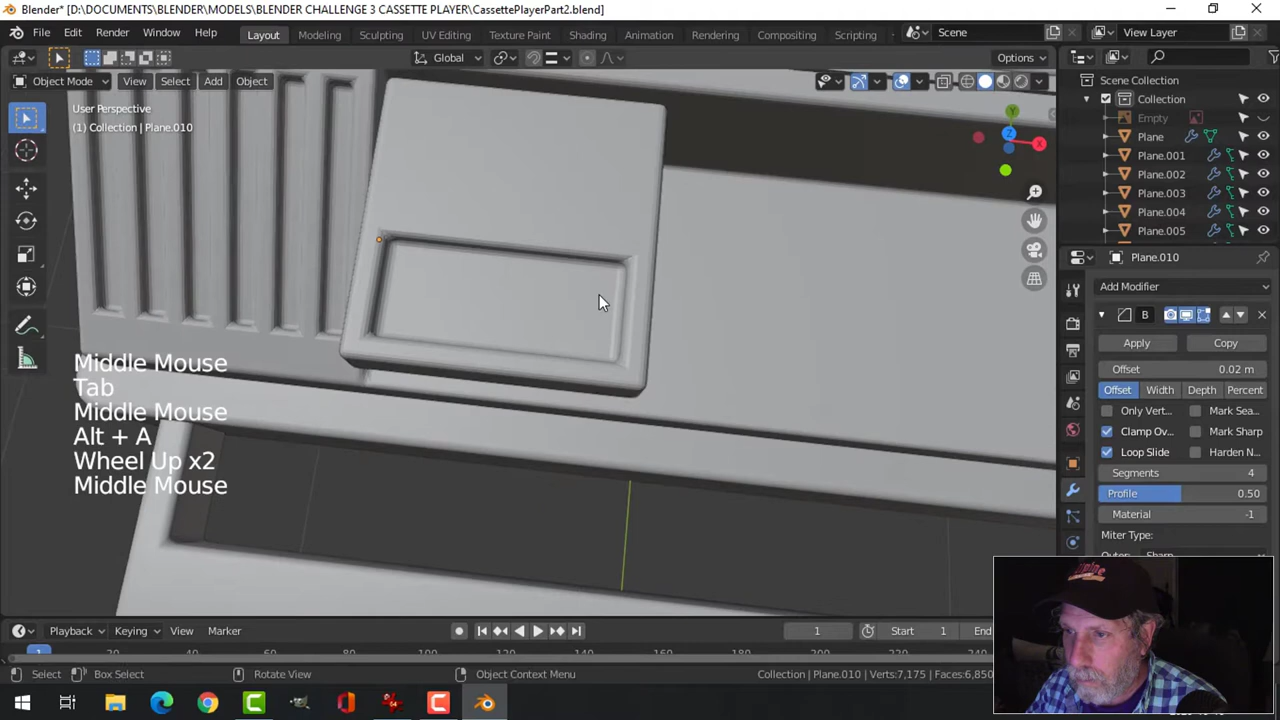 Blender* [D:\DOCUMENTS\BLENDER\MODELS\BLENDER CHALLENGE 3 CASSETTE PLAYER\CassettePlayerPart2.blend]
File Edit Render Window Help Layout Modeling Sculpting UV Editing Texture Paint Shading Animation Rendering Compositing Scripting Scene View Layer
Global Options
Object Mode View Select Add Object
User Perspective
(1) Collection | Plane.010
Y
Z
X
Scene Collection
Collection
Empty
Plane
Plane.001
Plane.002
Plane.003
Plane.004
Plane.005
Plane.010
Add Modifier
B
Apply Copy
Offset 0.02 m
Offset Width Depth Percent
Only Vert.. Mark Sea..
Clamp Ov.. Mark Sharp
Loop Slide Harden N..
Segments 4
Profile 0.50
Material -1
Miter Type:
Middle Mouse
Tab
Middle Mouse
Alt + A
Wheel Up x2
Middle Mouse
Playback Keying View Marker 1 Start 1 End
1 20
Select Box Select Rotate View Object Context Menu Collection | Plane.010 | Verts:7,175 | Faces:6,850